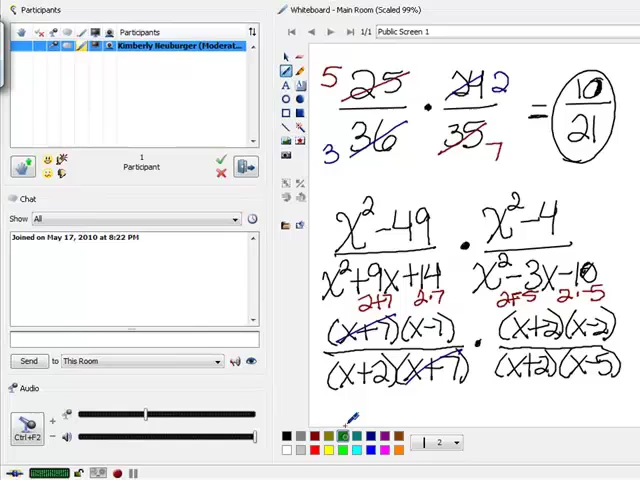 Participants
Kimberly Neuburger (Moderat...
1
Participant
Chat
Show All
Joined on May 17, 2010 at 8:22 PM
Send to This Room
Audio
Ctrl+F2
Whiteboard - Main Room (Scaled 99%)
1/1 Public Screen 1
5 25 24 2
3 36 · 35 7 = 10
21
x² -49 · x² -4
x² +9x+14 x² -3x-10
2+7 2·7 2+-5 2·-5
(x+7)(x-7) · (x+2)(x-2)
(x+2)(x+7) (x+2)(x-5)
2